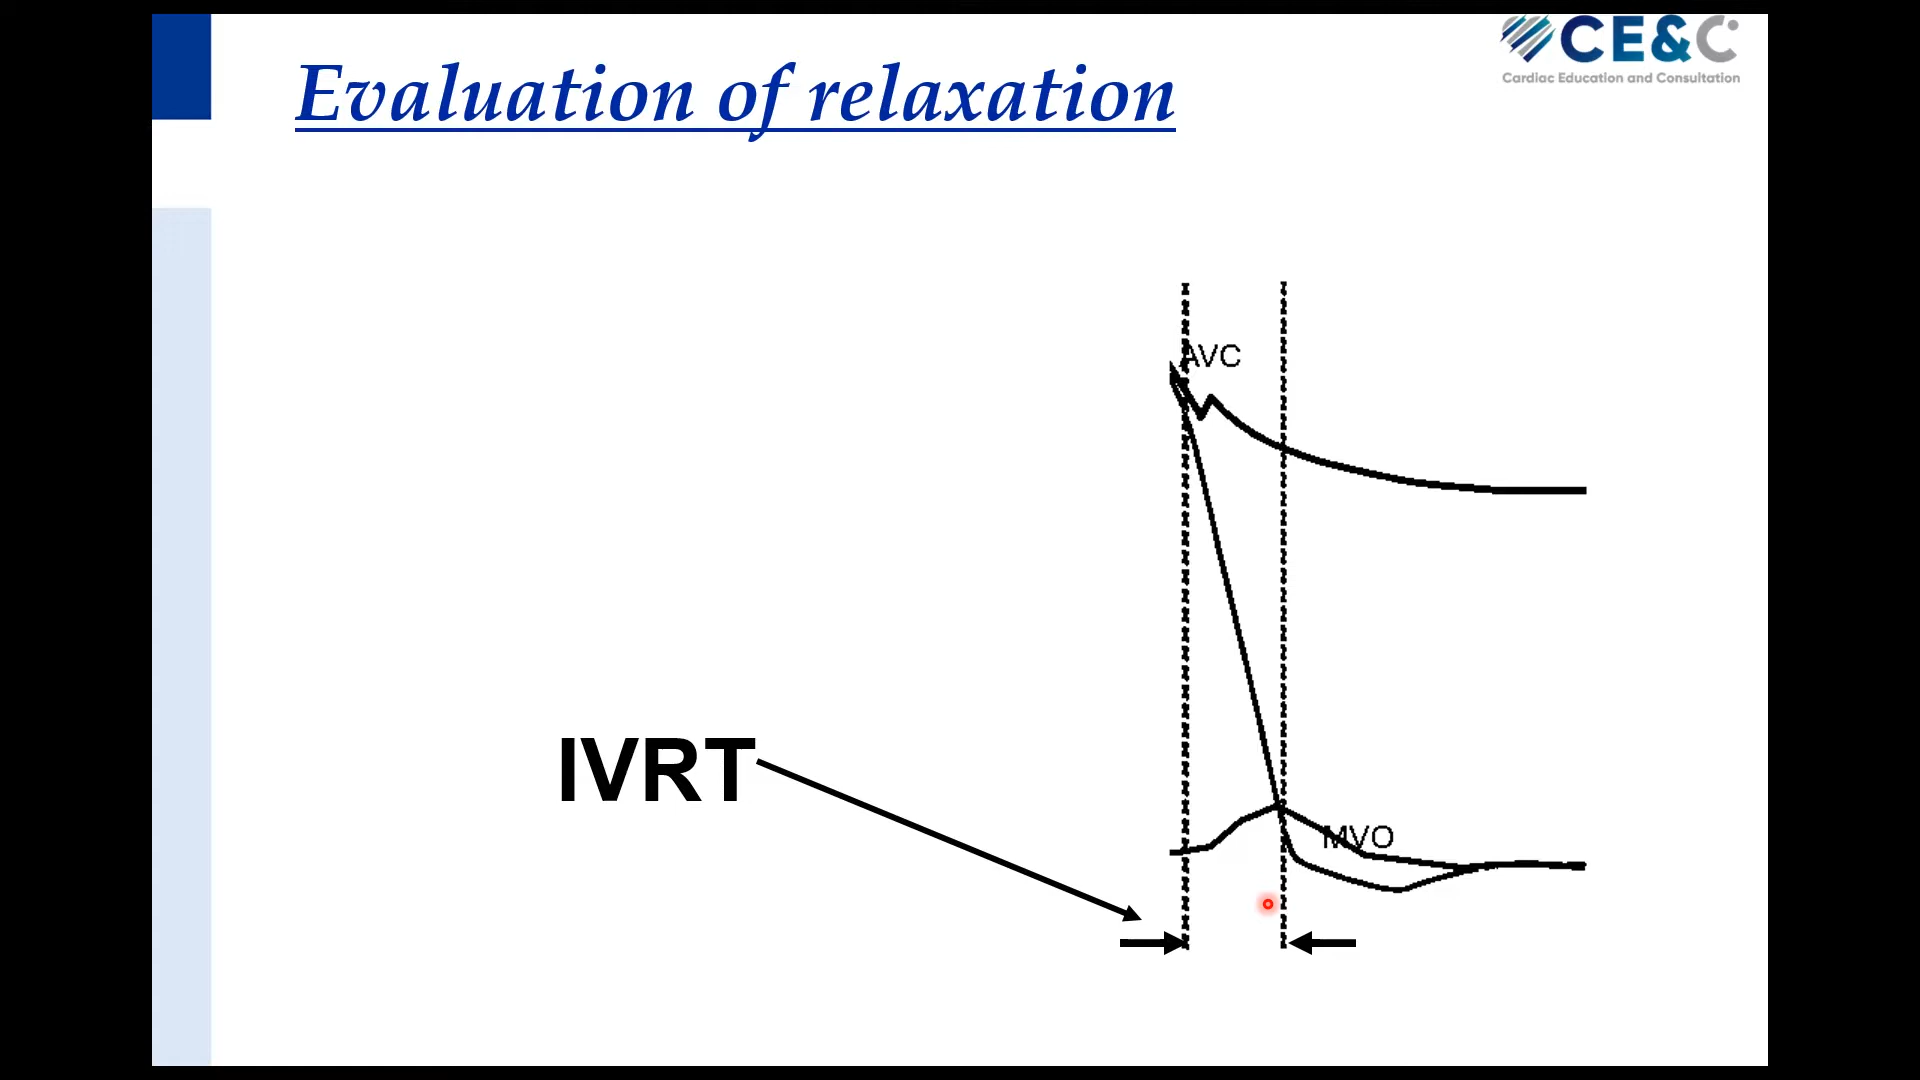 CE&C
Cardiac Education and Consultation
Evaluation of relaxation
AVC
IVRT
MVO